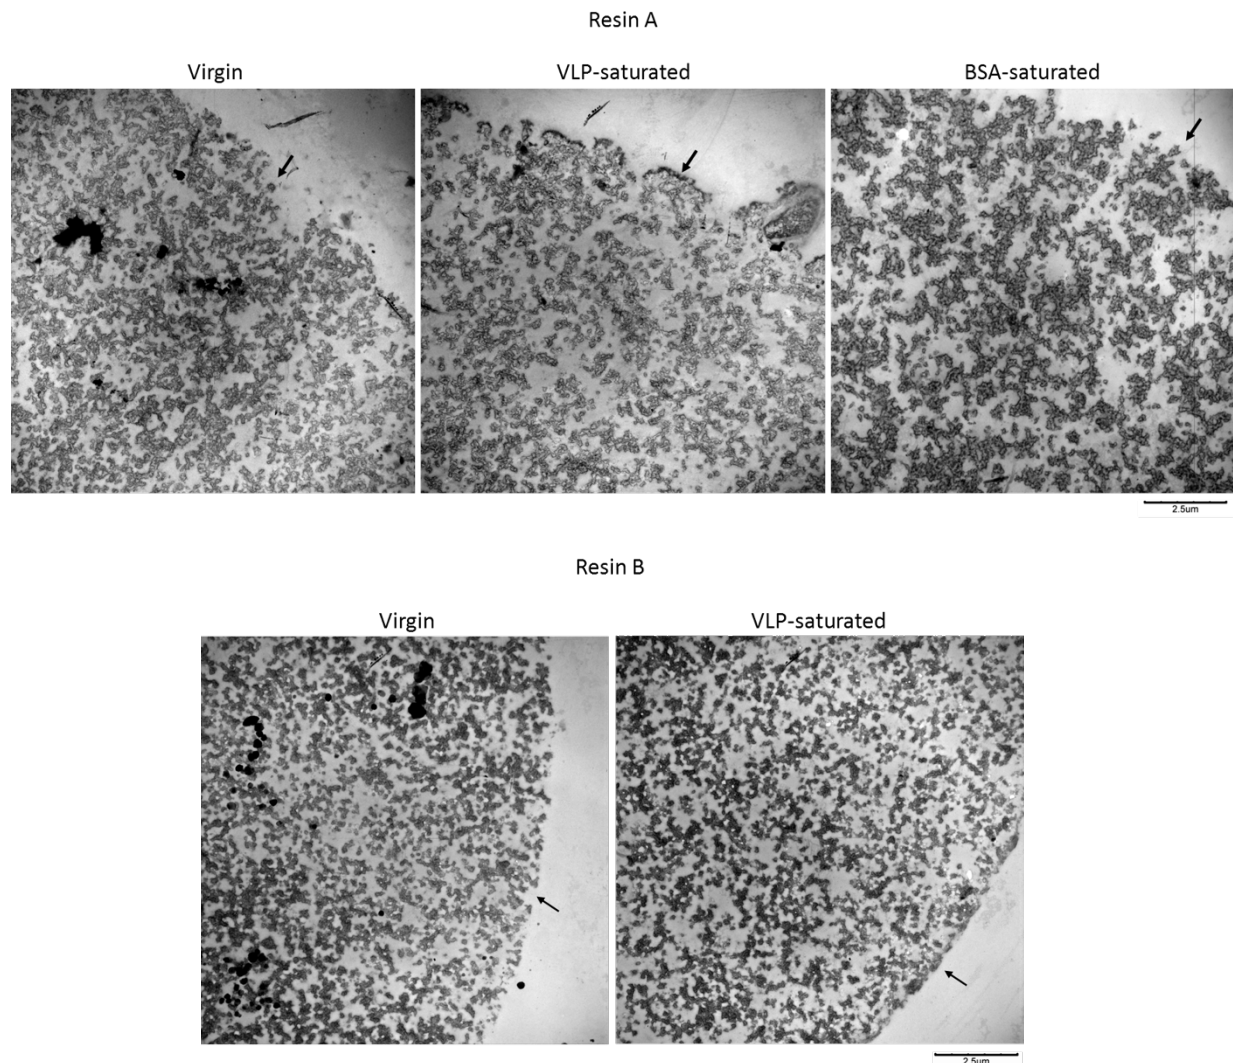 Resin A
Virgin
VLP-saturated
BSA-saturated
2.5um
Resin B
Virgin
VLP-saturated
2.5um